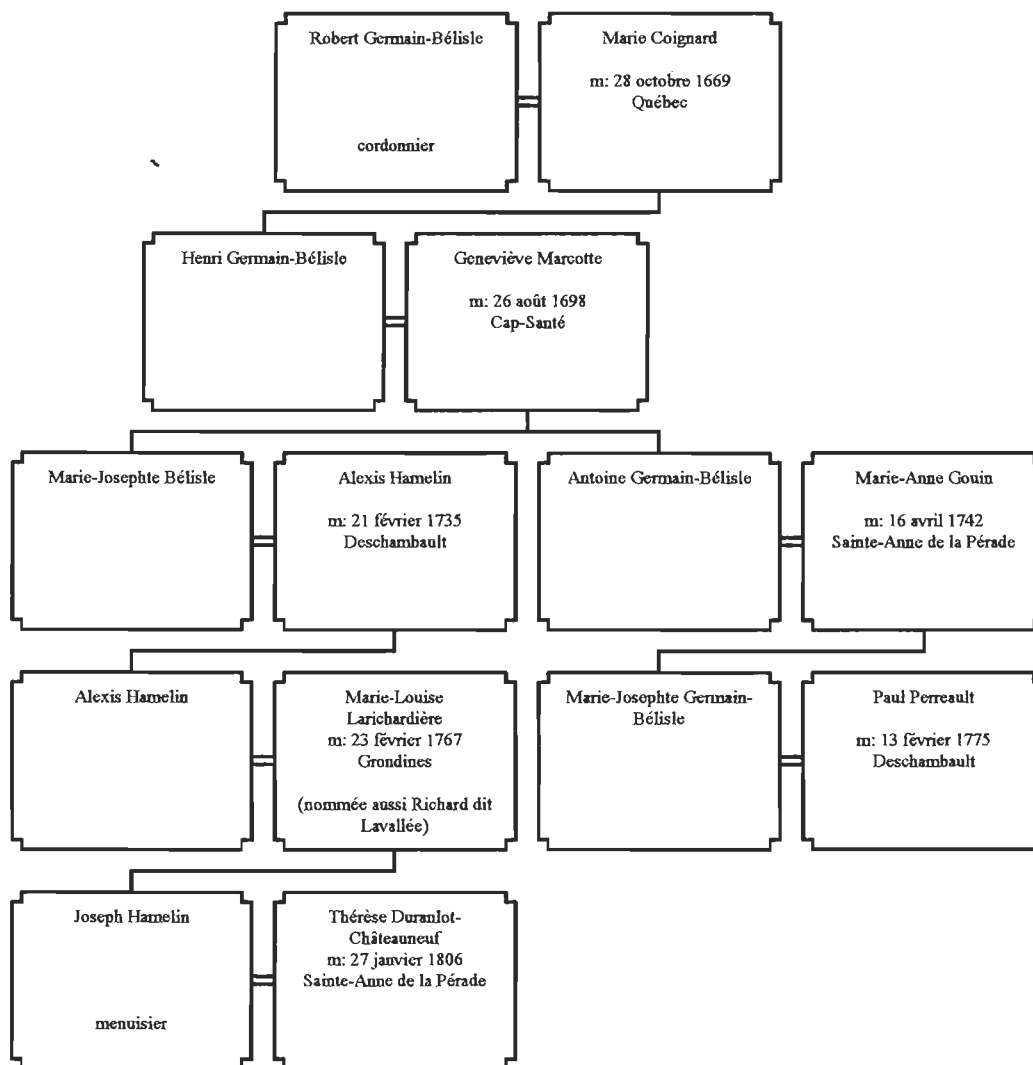 Robert Germain-Bélisle
cordonnier
Marie Coignard
m: 28 octobre 1669
Québec
Henri Germain-Bélisle
Geneviève Marcotte
m: 26 août 1698
Cap-Santé
Marie-Josephte Bélisle
Alexis Hamelin
m: 21 février 1735
Deschambault
Antoine Germain-Bélisle
Marie-Anne Gouin
m: 16 avril 1742
Sainte-Anne de la Pérade
Alexis Hamelin
Marie-Louise
Larichardière
m: 23 février 1767
Grondines
(nommée aussi Richard dit
Lavallée)
Marie-Josephte Germain-
Bélisle
Paul Perreault
m: 13 février 1775
Deschambault
Joseph Hamelin
menuisier
Thérèse Duranlot-
Châteauneuf
m: 27 janvier 1806
Sainte-Anne de la Pérade